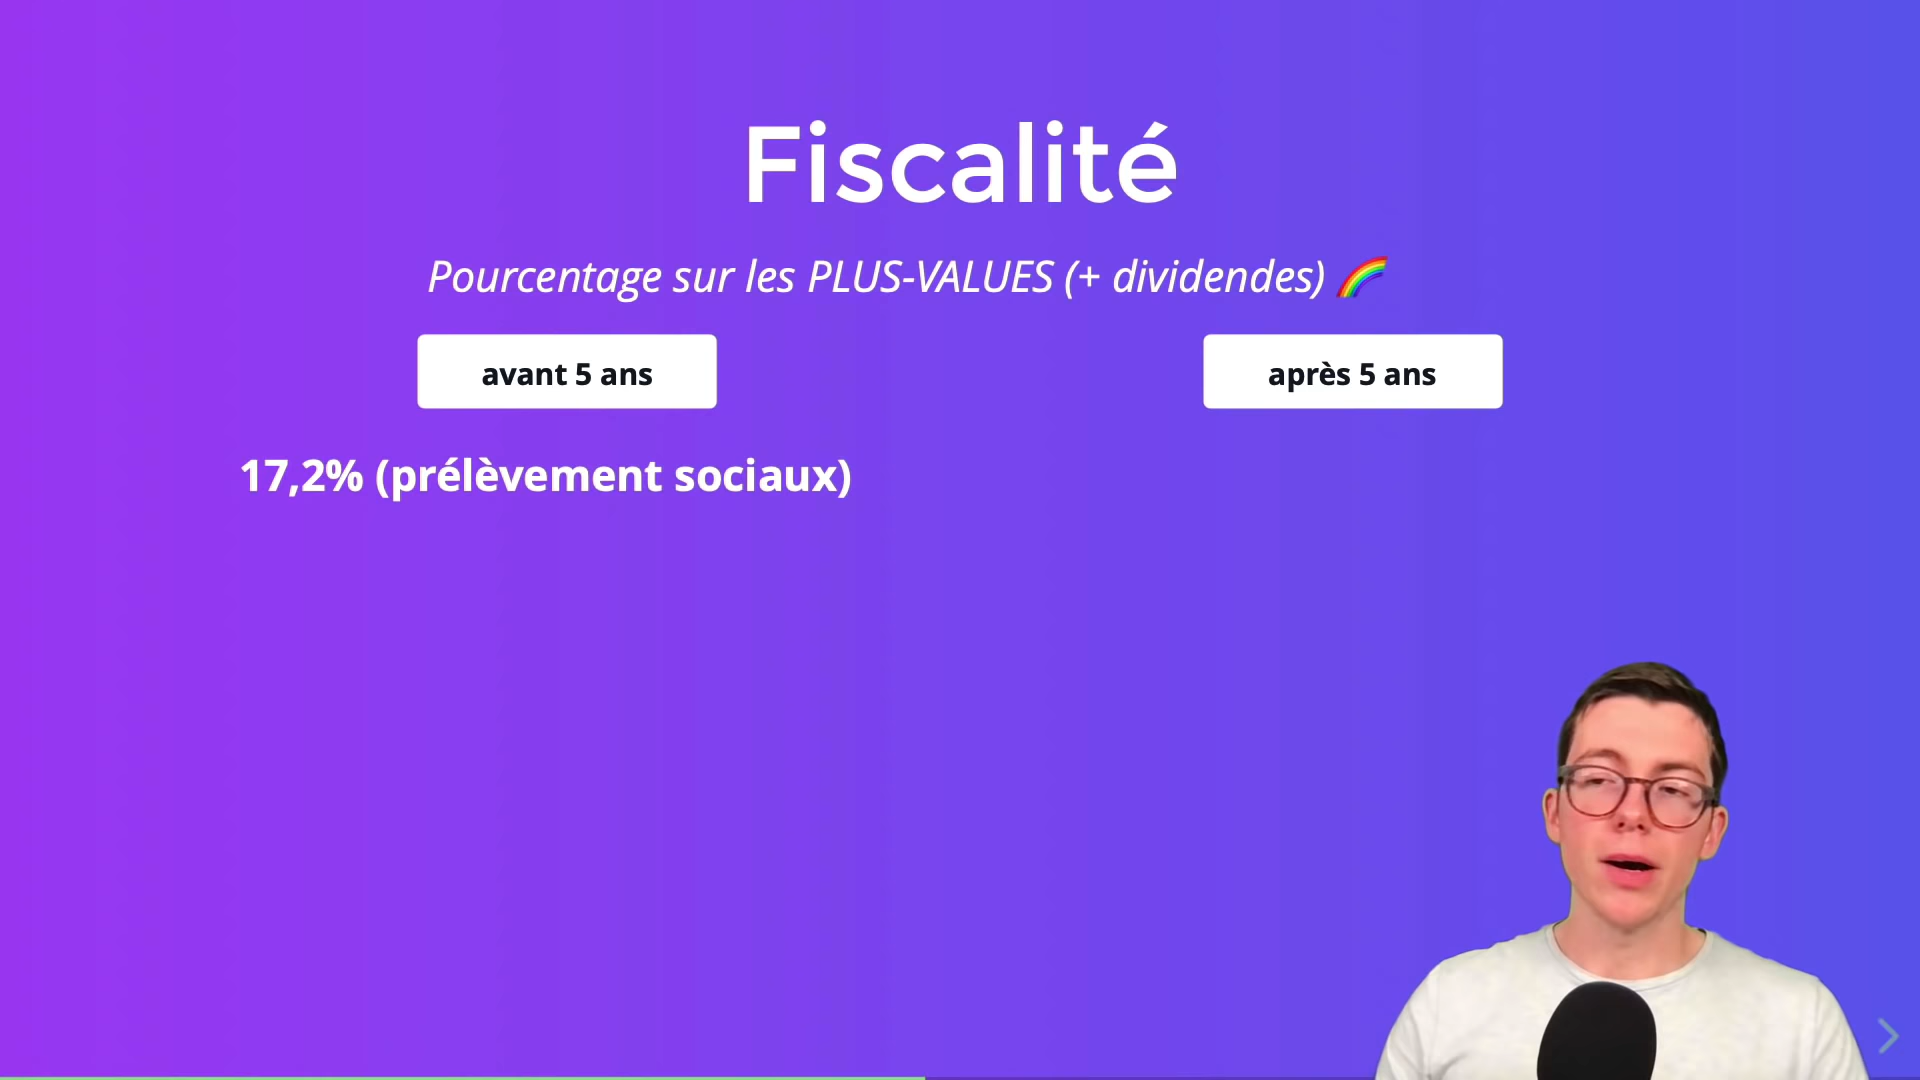 Fiscalité
Pourcentage sur les PLUS-VALUES (+ dividendes) 🌈
avant 5 ans
après 5 ans
17,2% (prélèvement sociaux)